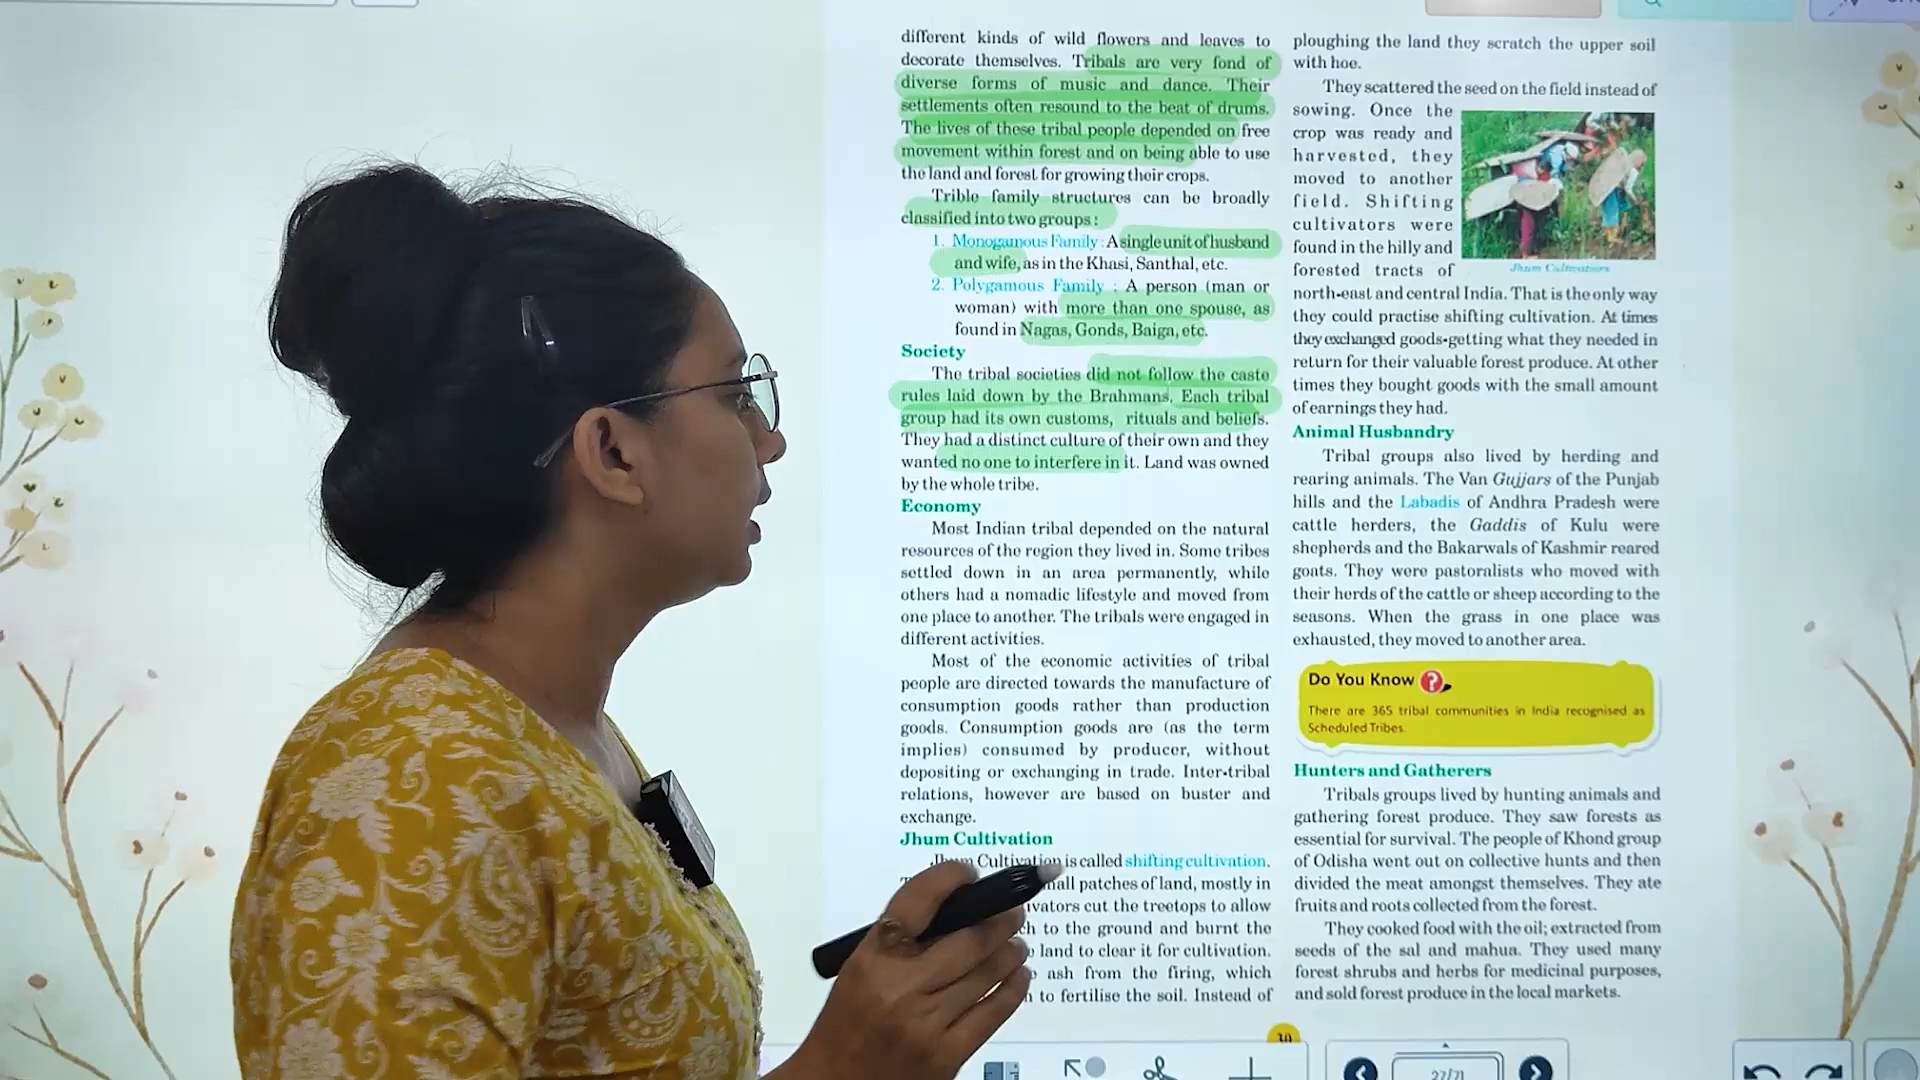 different kinds of wild flowers and leaves to
decorate themselves. Tribals are very fond of
diverse forms of music and dance. Their
settlements often resound to the beat of drums.
The lives of these tribal people depended on free
movement within forest and on being able to use
the land and forest for growing their crops.
Trible family structures can be broadly
classified into two groups :
1. Monogamous Family : A single unit of husband
and wife, as in the Khasi, Santhal, etc.
2. Polygamous Family : A person (man or
woman) with more than one spouse, as
found in Nagas, Gonds, Baiga, etc.
Society
The tribal societies did not follow the caste
rules laid down by the Brahmans. Each tribal
group had its own customs, rituals and beliefs.
They had a distinct culture of their own and they
wanted no one to interfere in it. Land was owned
by the whole tribe.
Economy
Most Indian tribal depended on the natural
resources of the region they lived in. Some tribes
settled down in an area permanently, while
others had a nomadic lifestyle and moved from
one place to another. The tribals were engaged in
different activities.
Most of the economic activities of tribal
people are directed towards the manufacture of
consumption goods rather than production
goods. Consumption goods are (as the term
implies) consumed by producer, without
depositing or exchanging in trade. Inter-tribal
relations, however are based on buster and
exchange.
Jhum Cultivation
Jhum Cultivation is called shifting cultivation.
patches of land, mostly in
cut the treetops to allow
to the ground and burnt the
land to clear it for cultivation.
ash from the firing, which
to fertilise the soil. Instead of
ploughing the land they scratch the upper soil
with hoe.
They scattered the seed on the field instead of
sowing. Once the
crop was ready and
harvested, they
moved to another
field. Shifting
cultivators were
found in the hilly and
forested tracts of
Jhum Cultivators
north-east and central India. That is the only way
they could practise shifting cultivation. At times
they exchanged goods-getting what they needed in
return for their valuable forest produce. At other
times they bought goods with the small amount
of earnings they had.
Animal Husbandry
Tribal groups also lived by herding and
rearing animals. The Van Gujjars of the Punjab
hills and the Labadis of Andhra Pradesh were
cattle herders, the Gaddis of Kulu were
shepherds and the Bakarwals of Kashmir reared
goats. They were pastoralists who moved with
their herds of the cattle or sheep according to the
seasons. When the grass in one place was
exhausted, they moved to another area.
Do You Know ?
There are 365 tribal communities in India recognised as
Scheduled Tribes.
Hunters and Gatherers
Tribals groups lived by hunting animals and
gathering forest produce. They saw forests as
essential for survival. The people of Khond group
of Odisha went out on collective hunts and then
divided the meat amongst themselves. They ate
fruits and roots collected from the forest.
They cooked food with the oil; extracted from
seeds of the sal and mahua. They used many
forest shrubs and herbs for medicinal purposes,
and sold forest produce in the local markets.
30